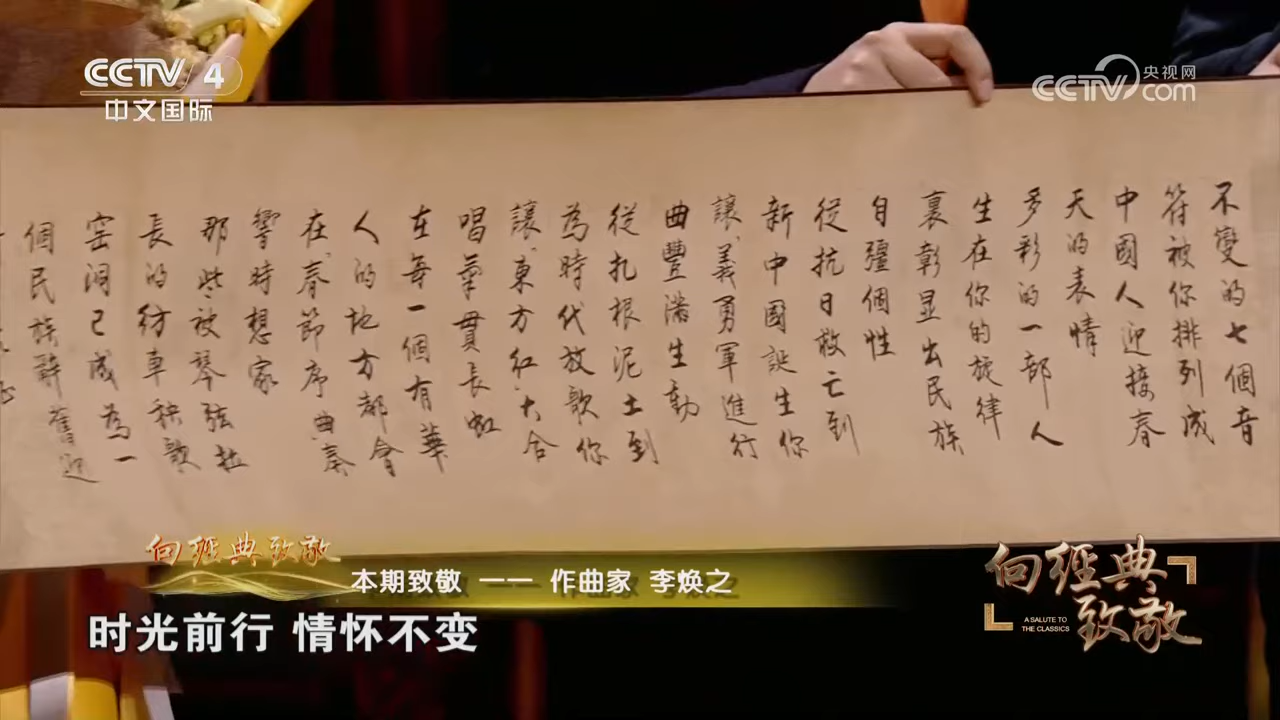 CCTV 4
中文国际
CCTV 央视网
com
不變的七個音
符被你排列成
中國人迎接春
天的表情
多彩的一部人
生在你的旋律
裏彰显出民族
自彊個性
從抗日救亡到
新中國誕生你
讓義勇軍進行
曲豐滿生動
從扎根泥土到
為時代放歌你
讓東方红大合
唱氣貫長虹
在每一個有華
人的地方都會
在春節序曲奏
響時想家
那些被琴弦拉
長的纺車秧歌
窑洞已成為一
個民族辭舊迎
向经典致敬
本期致敬 —— 作曲家 李焕之
时光前行 情怀不变
向经典
致敬
A SALUTE TO
THE CLASSICS